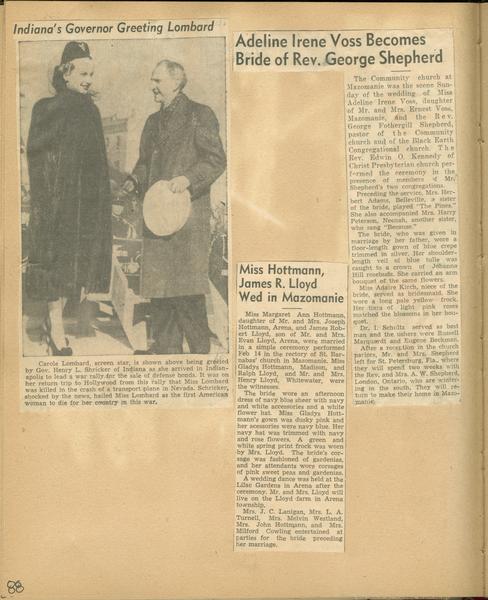 Indiana's Governor Greeting Lombard
Carole Lombard, screen star, is shown above being greeted
by Gov. Henry L. Shricker of Indiana as she arrived in Indian-
apolis to lead a war rally for the sale of defense bonds. It was on
her return trip to Hollywood from this rally that Miss Lombard
was killed in the crash of a transport plane in Nevada. Schricker,
shocked by the news, hailed Miss Lombard as the first American
woman to die for her country in this war.
Adeline Irene Voss Becomes
Bride of Rev. George Shepherd
The Community church at
Mazomanie was the scene Sun-
day of the wedding of Miss
Adeline Irene Voss, daughter
of Mr. and Mrs. Ernest Voss,
Mazomanie, and the Rev.
George Fothergill Shepherd,
pastor of the Community
church and of the Black Earth
Congregational church. The
Rev. Edwin O. Kennedy of
Christ Presbyterian church per-
formed the ceremony in the
presence of members of Mr.
Shepherd's two congregations.
Preceding the service, Mrs. Her-
bert Adams, Belleville, a sister
of the bride, played "The Pines."
She also accompanied Mrs. Harry
Peterson, Neenah, another sister,
who sang "Because."
The bride, who was given in
marriage by her father, wore a
floor-length gown of blue crepe
trimmed in silver. Her shoulder-
length veil of blue tulle was
caught to a crown of Johanna
Hill rosebuds. She carried an arm
bouquet of the same flowers.
Miss Adaire Kirch, niece of the
bride, served as bridesmaid. She
wore a long pale yellow frock.
Her tiara of light pink roses
matched the blossoms in her bou-
quet.
Dr. I. Schultz served as best
man and the ushers were Russell
Marquardt and Eugene Beckman.
After a reception in the church
parlors, Mr. and Mrs. Shepherd
left for St. Petersburg, Fla., where
they will spend two weeks with
the Rev. and Mrs. A. W. Shepherd,
London, Ontario, who are winter-
ing in the south. They will re-
turn to make their home in Mazo-
manie.
Miss Hottmann,
James R. Lloyd
Wed in Mazomanie
Miss Margaret Ann Hottmann,
daughter of Mr. and Mrs. Joseph
Hottmann, Arena, and James Rob-
ert Lloyd, son of Mr. and Mrs.
Evan Lloyd, Arena, were married
in a simple ceremony performed
Feb 14 in the rectory of St. Bar-
nabas' church in Mazomanie. Miss
Gladys Hottmann, Madison, and
Ralph Lloyd, and Mr. and Mrs.
Henry Lloyd, Whitewater, were
the witnesses.
The bride wore an afternoon
dress of navy blue sheer with navy
and white accessories and a white
flower hat. Miss Gladys Hott-
mann's gown was dusky pink and
her acessories were navy blue. Her
navy hat was trimmed with navy
and rose flowers. A green and
white spring print frock was worn
by Mrs. Lloyd. The bride's cor-
sage was fashioned of gardenias,
and her attendants wore corsages
of pink sweet peas and gardenias.
A wedding dance was held at the
Lilac Gardens in Arena after the
ceremony. Mr. and Mrs. Lloyd will
live on the Lloyd farm in Arena
township.
Mrs. J. C. Lanigan, Mrs. L. A.
Turnell, Mrs. Melvin Westland,
Mrs. John Hottmann, and Mrs.
Milford Cowling entertained at
parties for the bride preceding
her marriage.
88